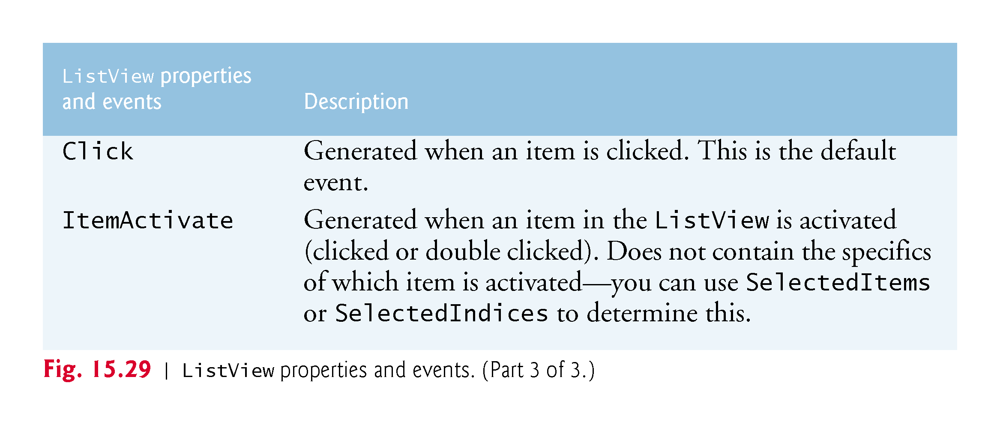 ListView properties
and events
Description
Click
Generated when an item is clicked. This is the default
event.
ItemActivate
Generated when an item in the ListView is activated
(clicked or double clicked). Does not contain the specifics
of which item is activated—you can use SelectedItems
or SelectedIndices to determine this.
Fig. 15.29 | ListView properties and events. (Part 3 of 3.)